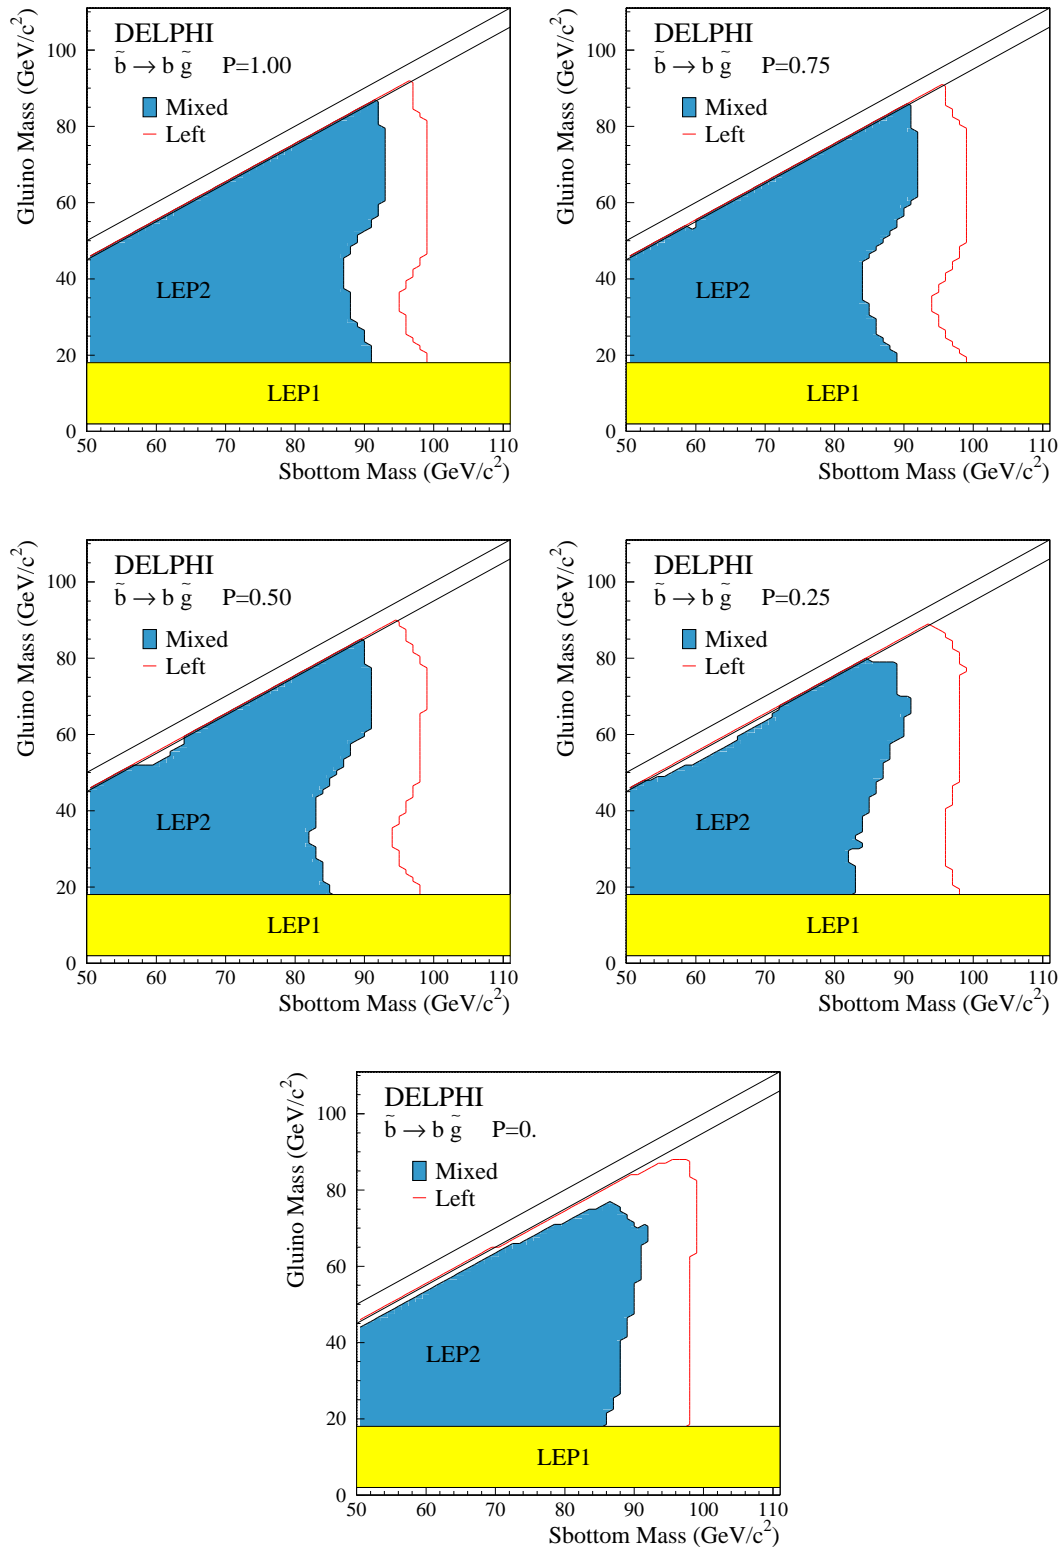 Gluino Mass (GeV/c²)
DELPHI
b̃ → b g̃ P=1.00
Mixed
Left
LEP2
LEP1
0 20 40 60 80 100
50 60 70 80 90 100 110
Sbottom Mass (GeV/c²)
Gluino Mass (GeV/c²)
DELPHI
b̃ → b g̃ P=0.75
Mixed
Left
LEP2
LEP1
0 20 40 60 80 100
50 60 70 80 90 100 110
Sbottom Mass (GeV/c²)
Gluino Mass (GeV/c²)
DELPHI
b̃ → b g̃ P=0.50
Mixed
Left
LEP2
LEP1
0 20 40 60 80 100
50 60 70 80 90 100 110
Sbottom Mass (GeV/c²)
Gluino Mass (GeV/c²)
DELPHI
b̃ → b g̃ P=0.25
Mixed
Left
LEP2
LEP1
0 20 40 60 80 100
50 60 70 80 90 100 110
Sbottom Mass (GeV/c²)
Gluino Mass (GeV/c²)
DELPHI
b̃ → b g̃ P=0.
Mixed
Left
LEP2
LEP1
0 20 40 60 80 100
50 60 70 80 90 100 110
Sbottom Mass (GeV/c²)